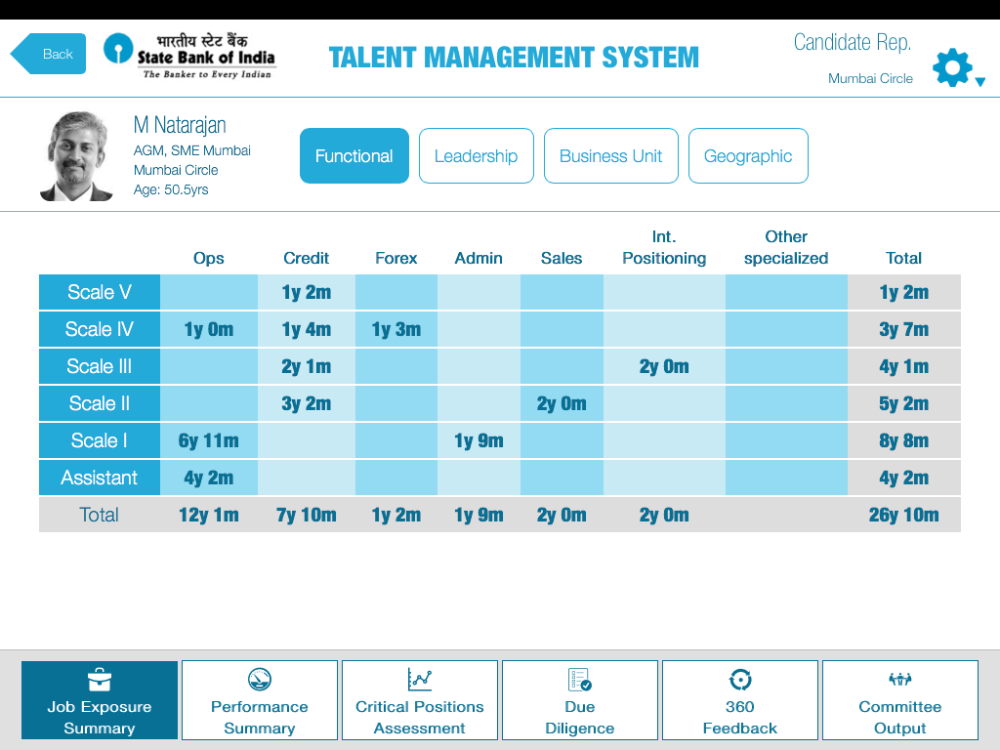 Back
भारतीय स्टेट बैंक
State Bank of India
The Banker to Every Indian
TALENT MANAGEMENT SYSTEM
Candidate Rep.
Mumbai Circle
M Natarajan
AGM, SME Mumbai
Mumbai Circle
Age: 50.5yrs
Functional Leadership Business Unit Geographic
Ops Credit Forex Admin Sales Int. Positioning Other specialized Total
Scale V 1y 2m 1y 2m
Scale IV 1y 0m 1y 4m 1y 3m 3y 7m
Scale III 2y 1m 2y 0m 4y 1m
Scale II 3y 2m 2y 0m 5y 2m
Scale I 6y 11m 1y 9m 8y 8m
Assistant 4y 2m 4y 2m
Total 12y 1m 7y 10m 1y 2m 1y 9m 2y 0m 2y 0m 26y 10m
Job Exposure
Summary
Performance
Summary
Critical Positions
Assessment
Due
Diligence
360
Feedback
Committee
Output